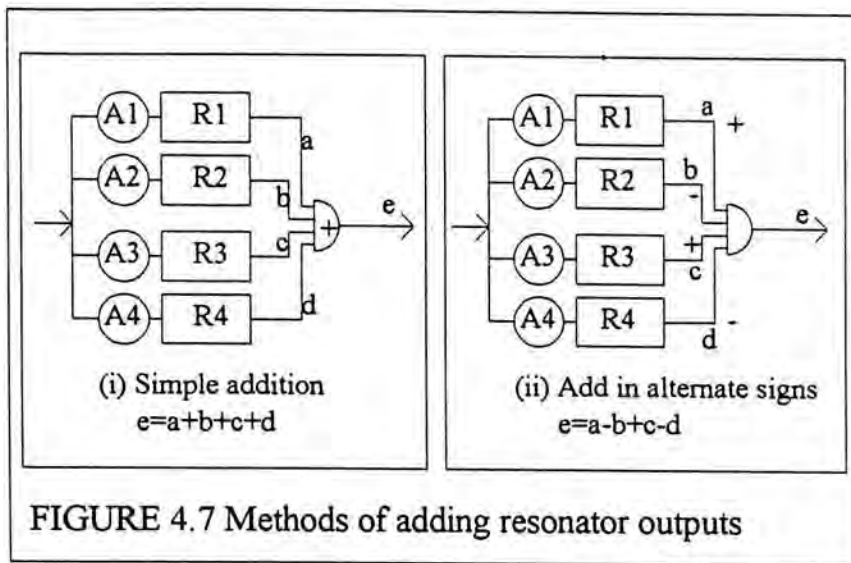 A1 R1
a
A2 R2
b
+
e
c
A3 R3
d
A4 R4
(i) Simple addition
e=a+b+c+d
a
+
A1 R1
b
-
A2 R2
e
+
A3 R3
c
A4 R4
-
d
(ii) Add in alternate signs
e=a-b+c-d
FIGURE 4.7 Methods of adding resonator outputs